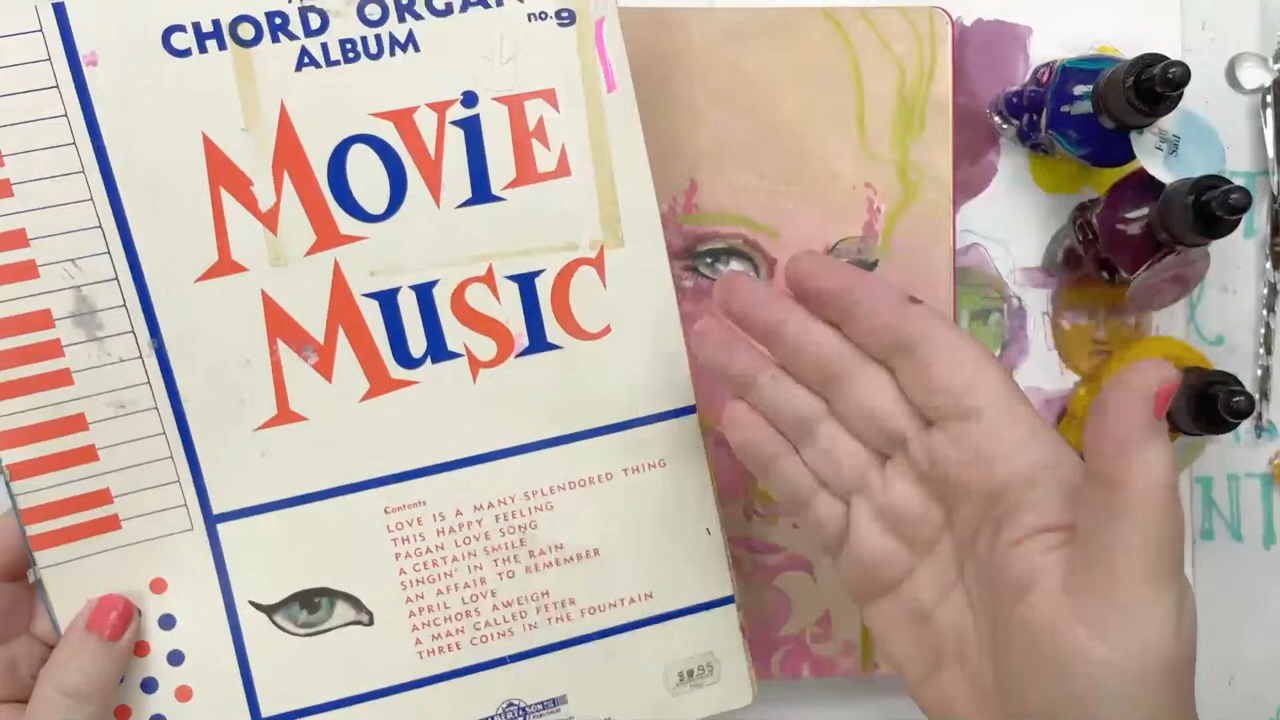 CHORD ORGAN
no.9
ALBUM
MOViE
MUSIC
Contents
LOVE IS A MANY-SPLENDORED THING
THIS HAPPY FEELING
PAGAN LOVE SONG
A CERTAIN SMILE
SINGIN' IN THE RAIN
AN AFFAIR TO REMEMBER
APRIL LOVE
ANCHORS AWEIGH
A MAN CALLED PETER
THREE COINS IN THE FOUNTAIN